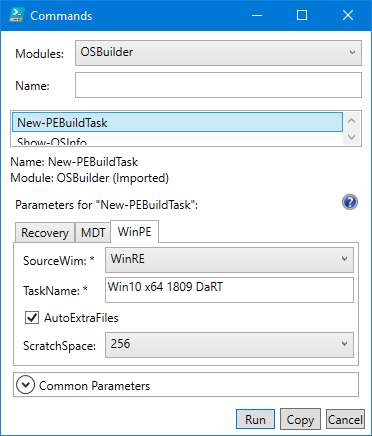 Commands
Modules: OSBuilder
Name:
New-PEBuildTask
Show-OSInfo
Name: New-PEBuildTask
Module: OSBuilder (Imported)
Parameters for "New-PEBuildTask":
Recovery MDT WinPE
SourceWim: * WinRE
TaskName: * Win10 x64 1809 DaRT
AutoExtraFiles
ScratchSpace: 256
Common Parameters
Run Copy Cancel